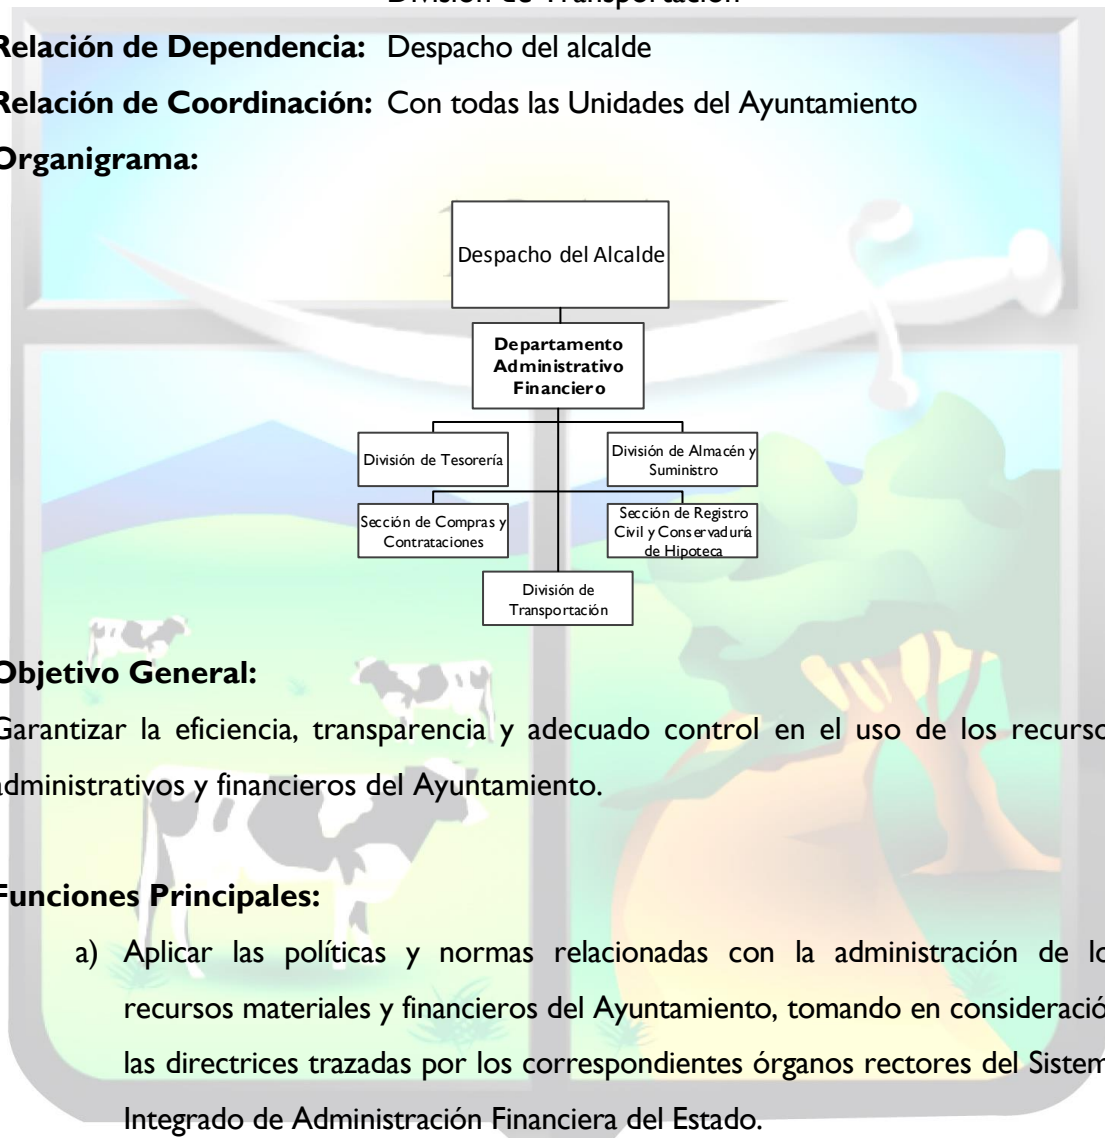 División de Transportación
Relación de Dependencia: Despacho del alcalde
Relación de Coordinación: Con todas las Unidades del Ayuntamiento
Organigrama:
Despacho del Alcalde
Departamento
Administrativo
Financiero
División de Tesorería
División de Almacén y
Suministro
Sección de Compras y
Contrataciones
Sección de Registro
Civil y Conservaduría
de Hipoteca
División de
Transportación
Objetivo General:
Garantizar la eficiencia, transparencia y adecuado control en el uso de los recurso
administrativos y financieros del Ayuntamiento.
Funciones Principales:
a) Aplicar las políticas y normas relacionadas con la administración de lo
recursos materiales y financieros del Ayuntamiento, tomando en consideració
las directrices trazadas por los correspondientes órganos rectores del Sistem
Integrado de Administración Financiera del Estado.